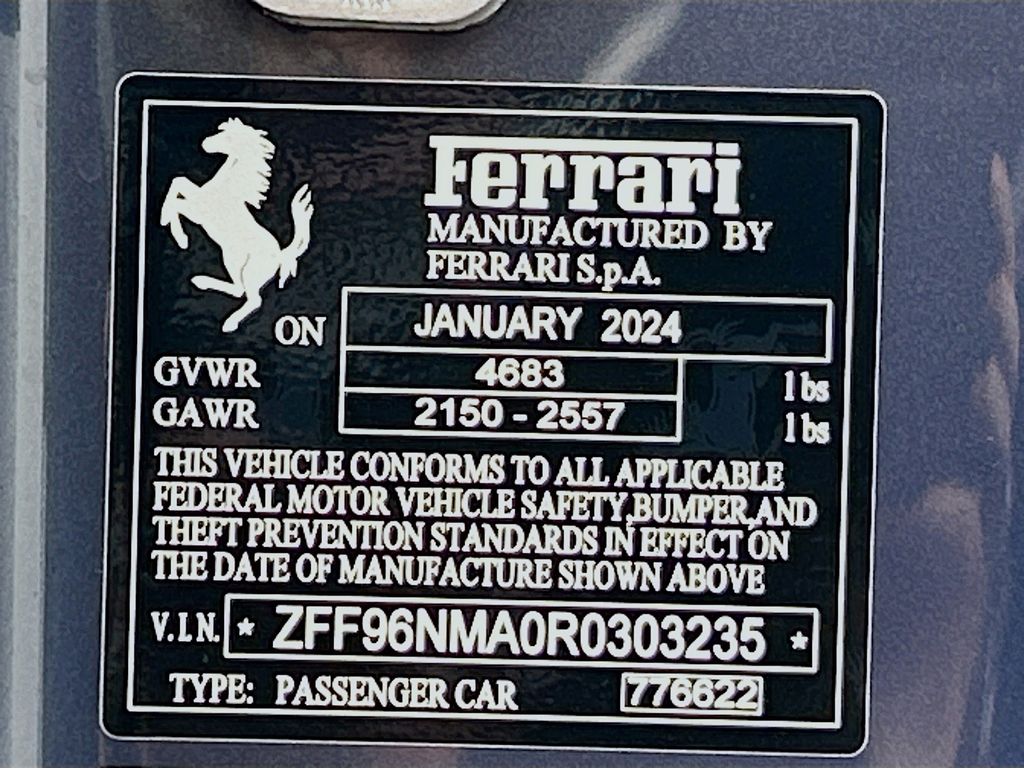 Ferrari
MANUFACTURED BY
FERRARI S.p.A.
ON JANUARY 2024
GVWR 4683 lbs
GAWR 2150 - 2557 lbs
THIS VEHICLE CONFORMS TO ALL APPLICABLE
FEDERAL MOTOR VEHICLE SAFETY,BUMPER,AND
THEFT PREVENTION STANDARDS IN EFFECT ON
THE DATE OF MANUFACTURE SHOWN ABOVE
V.I.N. * ZFF96NMA0R0303235 *
TYPE: PASSENGER CAR 776622